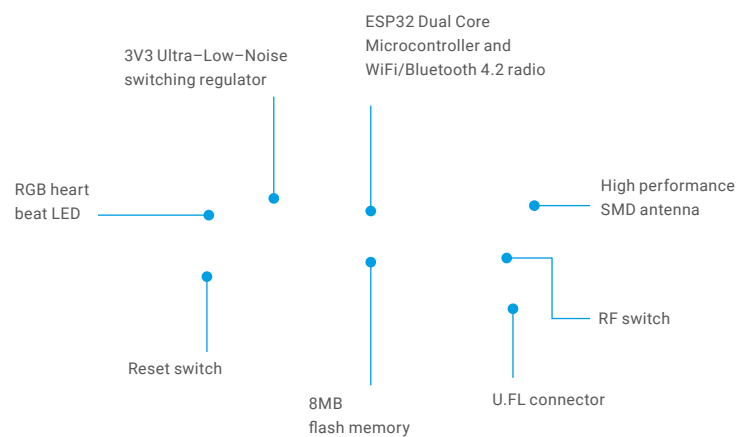 ESP32 Dual Core
Microcontroller and
WiFi/Bluetooth 4.2 radio
3V3 Ultra–Low–Noise
switching regulator
RGB heart
beat LED
High performance
SMD antenna
RF switch
Reset switch
U.FL connector
8MB
flash memory